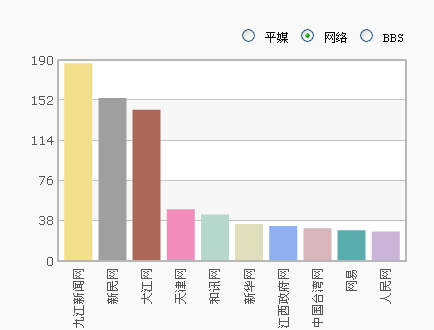 平媒 网络 BBS
190
152
114
76
38
0
九江新闻网
新民网
大江网
天津网
和讯网
新华网
江西政府网
中国台湾网
网易
人民网